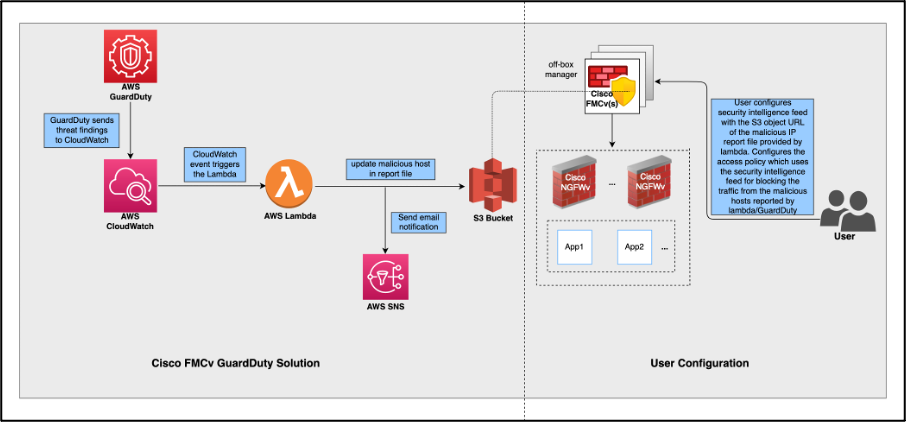 AWS
GuardDuty
GuardDuty sends
threat findings
to CloudWatch
AWS
CloudWatch
CloudWatch
event triggers
the Lambda
AWS Lambda
update malicious host
in report file
Send email
notification
AWS SNS
S3 Bucket
Cisco FMCv GuardDuty Solution
off-box
manager
Cisco
FMCv(s)
Cisco
NGFWv
...
Cisco
NGFWv
App1
App2
...
User configures
security intelligence feed
with the S3 object URL
of the malicious IP
report file provided by
lambda. Configures the
access policy which uses
the security intelligence
feed for blocking the
traffic from the malicious
hosts reported by
lambda/GuardDuty
User
User Configuration